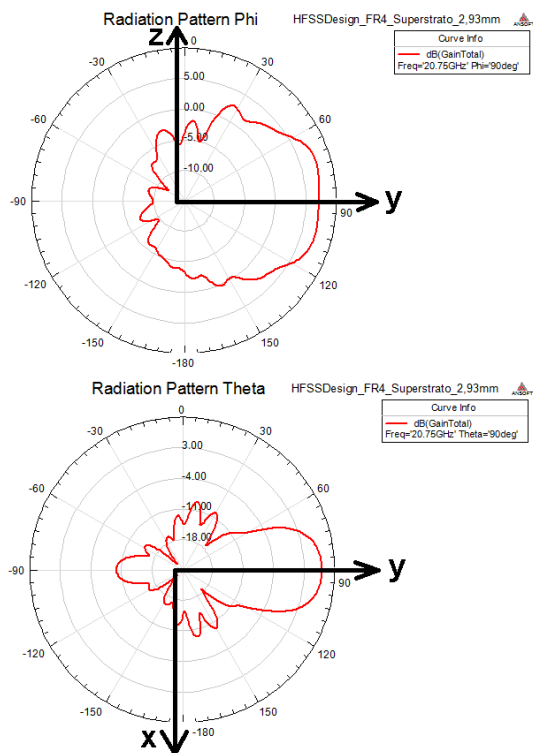 Radiation Pattern Phi
HFSSDesign_FR4_Superstrato_2,93mm
ANSOFT
Curve Info
dB(GainTotal)
Freq='20.75GHz' Phi='90deg'
z
0
-30
30
5.00
-60
60
0.00
-5.00
-10.00
-90
90
y
-120
120
-150
150
-180
Radiation Pattern Theta
HFSSDesign_FR4_Superstrato_2,93mm
ANSOFT
Curve Info
dB(GainTotal)
Freq='20.75GHz' Theta='90deg'
0
-30
30
3.00
-60
60
-4.00
-11.00
-18.00
-90
90
y
-120
120
-150
150
x
-180